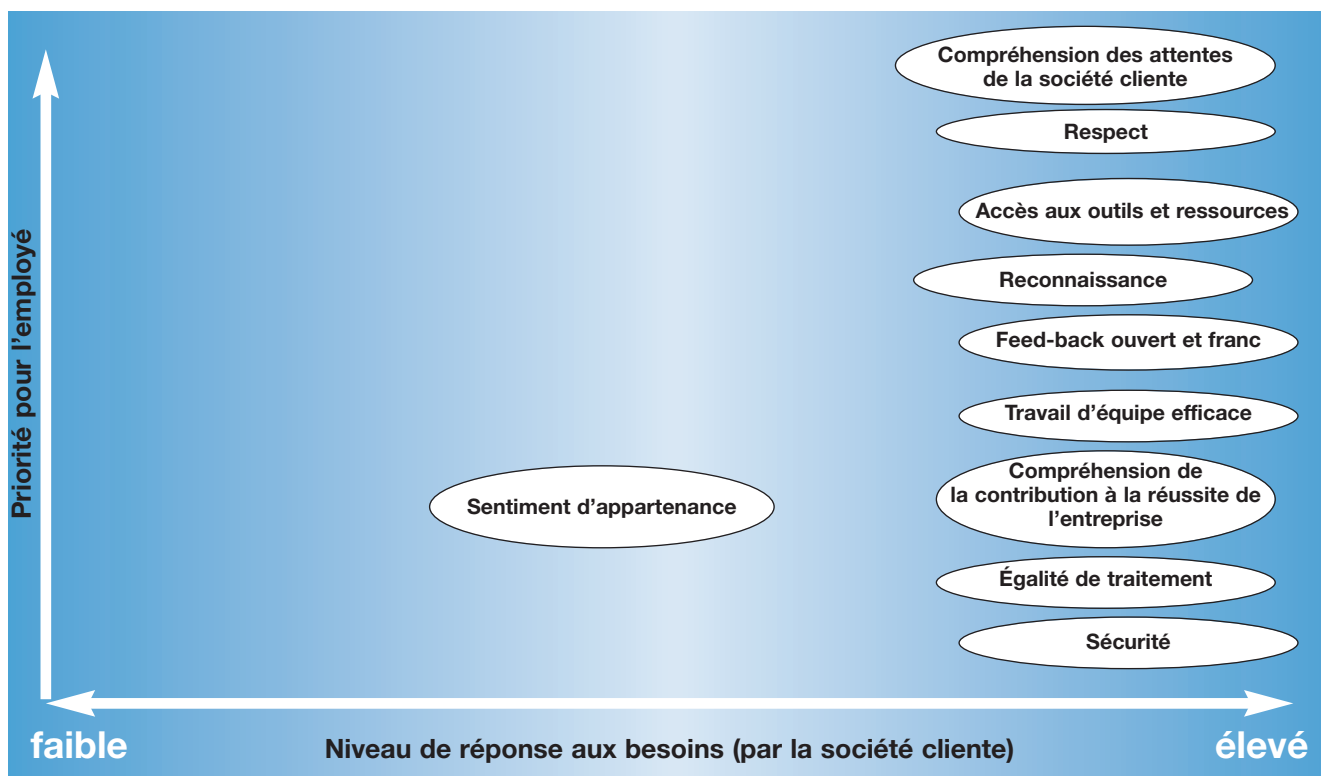 Compréhension des attentes
de la société cliente
Respect
Accès aux outils et ressources
Reconnaissance
Feed-back ouvert et franc
Travail d'équipe efficace
Compréhension de
la contribution à la réussite de
l'entreprise
Sentiment d'appartenance
Égalité de traitement
Sécurité
Priorité pour l'employé
faible
Niveau de réponse aux besoins (par la société cliente)
élevé